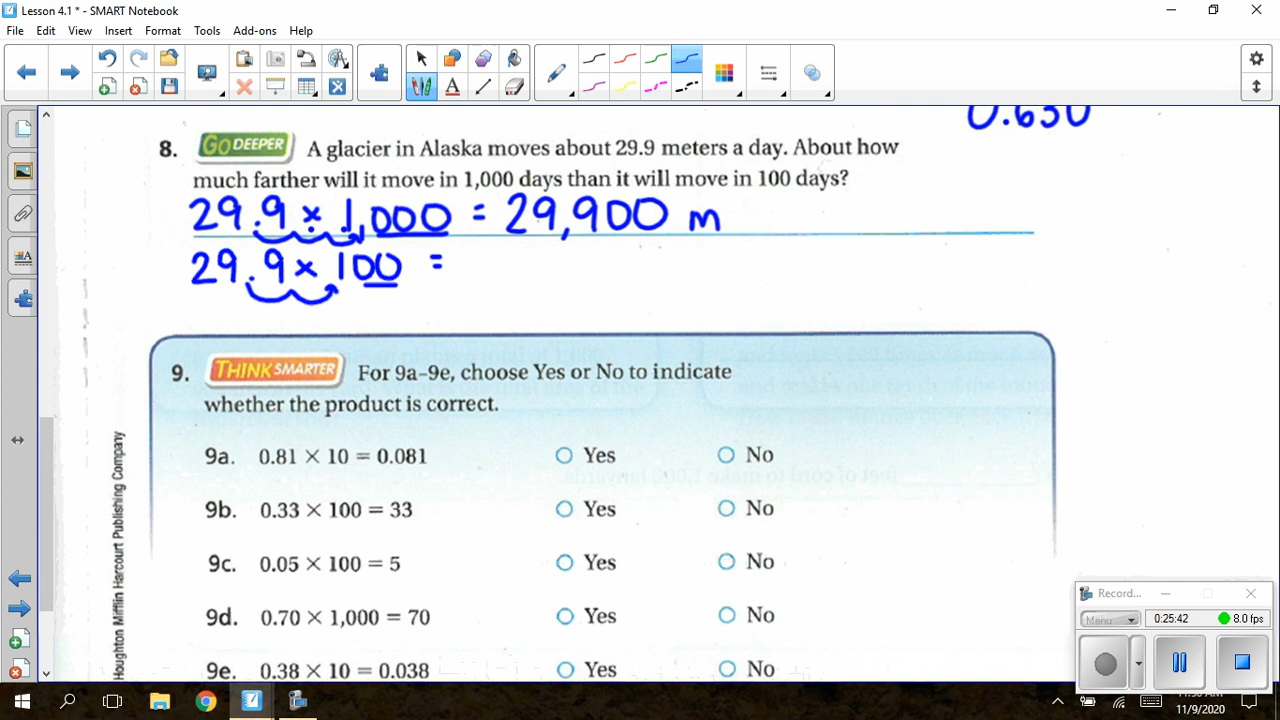 Lesson 4.1 * - SMART Notebook
File Edit View Insert Format Tools Add-ons Help
0.630
8. GO DEEPER A glacier in Alaska moves about 29.9 meters a day. About how
much farther will it move in 1,000 days than it will move in 100 days?
29.9 × 1,000 = 29,900 m
29.9 × 100 =
9. THINK SMARTER For 9a–9e, choose Yes or No to indicate
whether the product is correct.
9a. 0.81 × 10 = 0.081 Yes No
9b. 0.33 × 100 = 33 Yes No
9c. 0.05 × 100 = 5 Yes No
9d. 0.70 × 1,000 = 70 Yes No
9e. 0.38 × 10 = 0.038 Yes No
Houghton Mifflin Harcourt Publishing Company
Record...
Menu 0:25:42 8.0 fps
11/9/2020